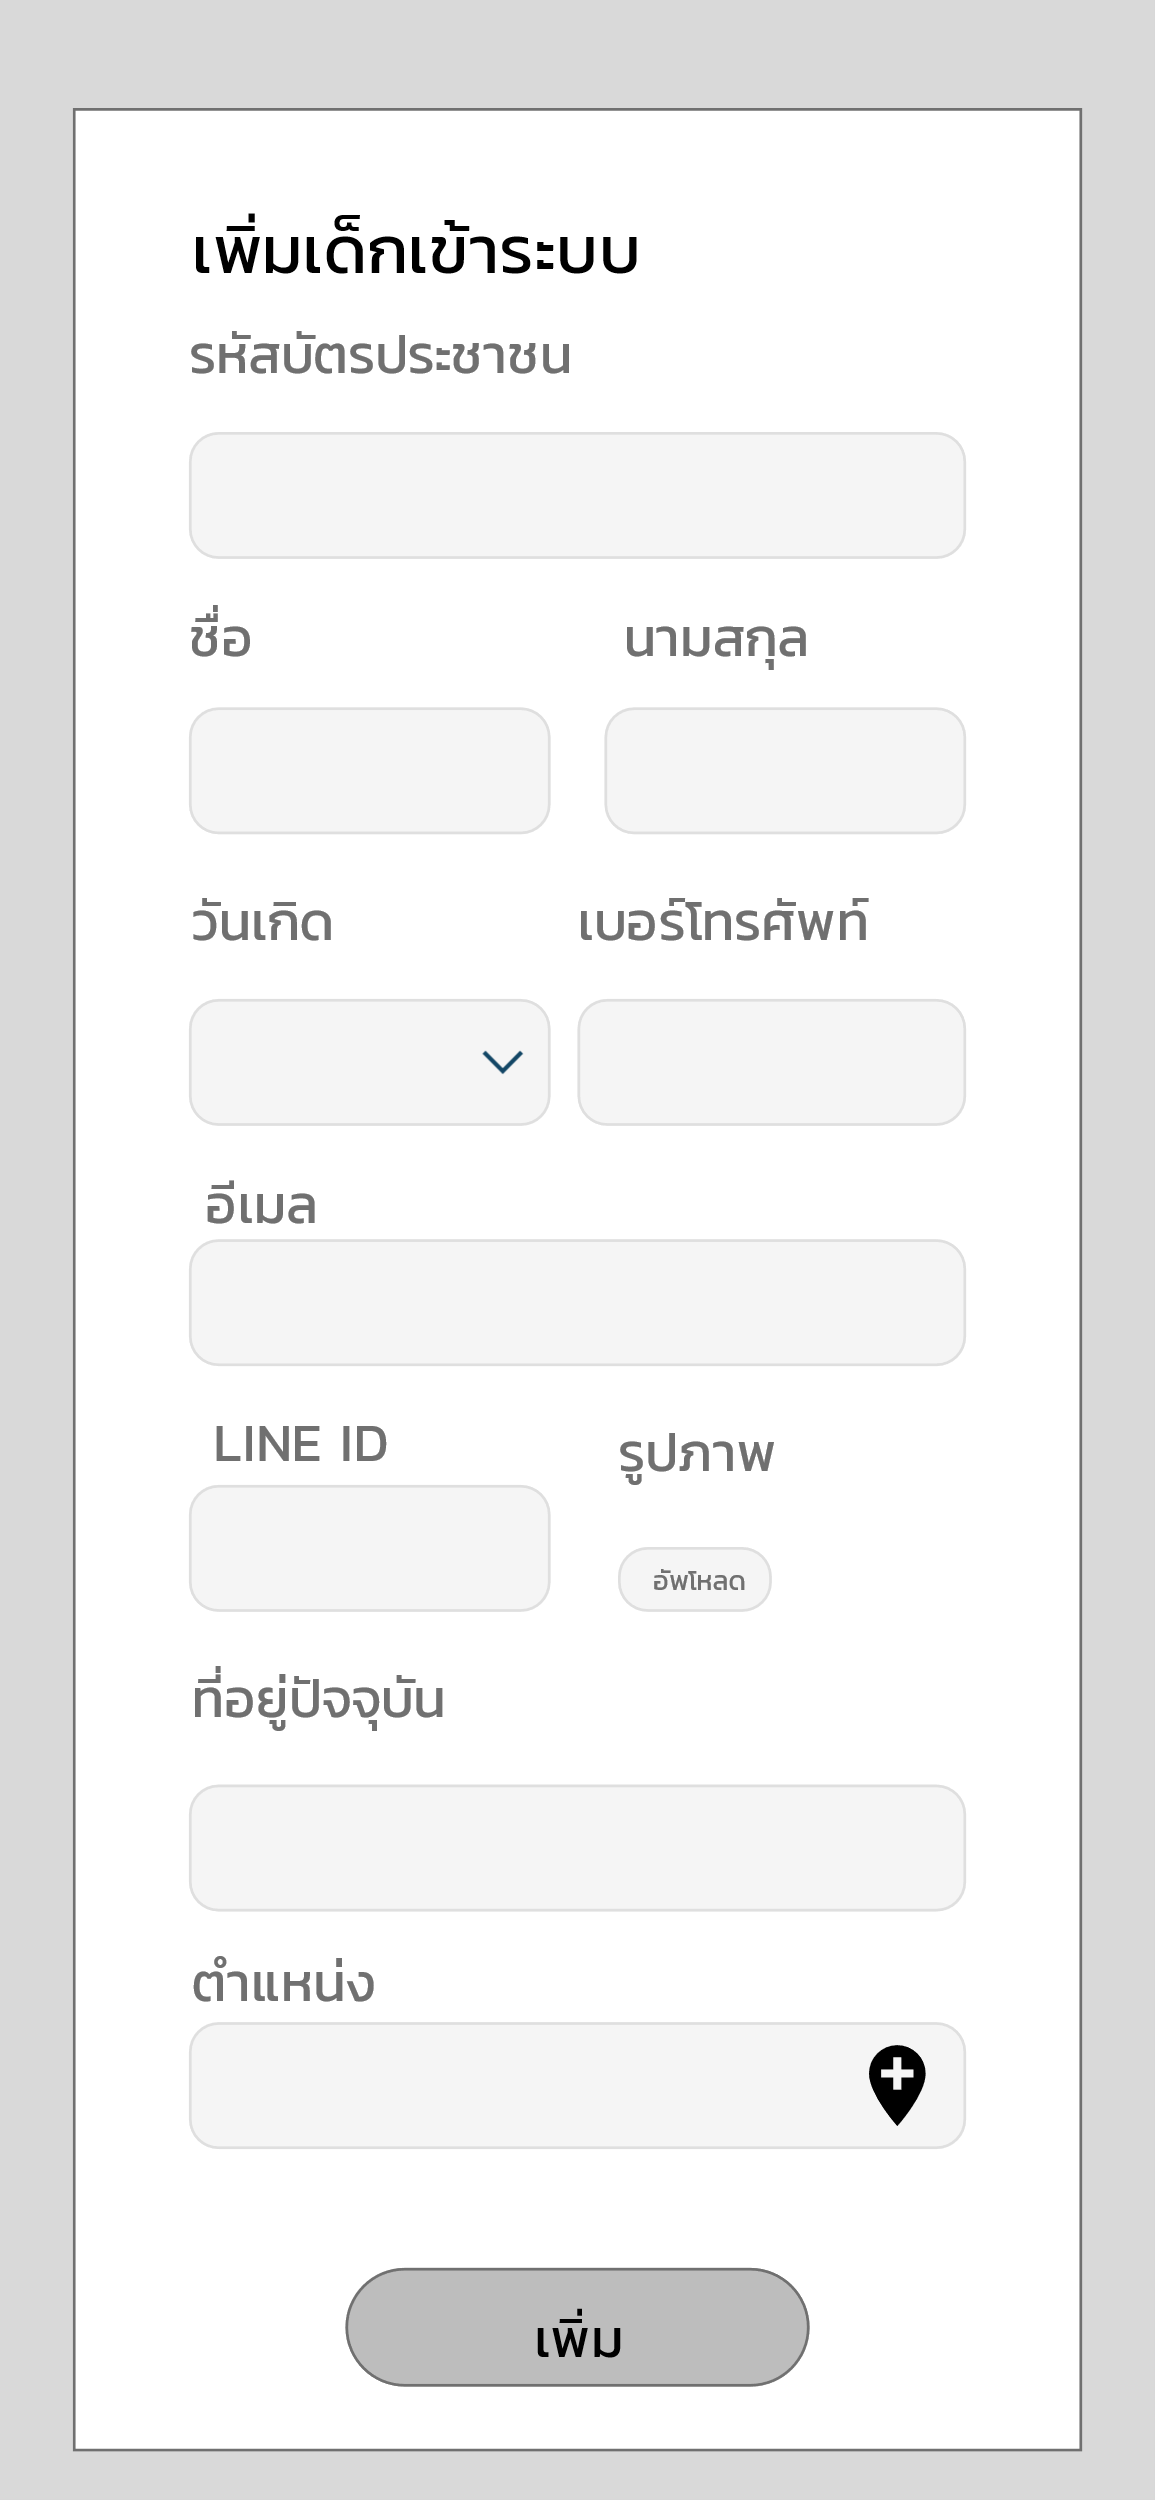 เพิ่มเด็กเข้าระบบ
รหัสบัตรประชาชน
ชื่อ
นามสกุล
วันเกิด
เบอร์โทรศัพท์
อีเมล
LINE ID
รูปภาพ
อัพโหลด
ที่อยู่ปัจจุบัน
ตำแหน่ง
เพิ่ม